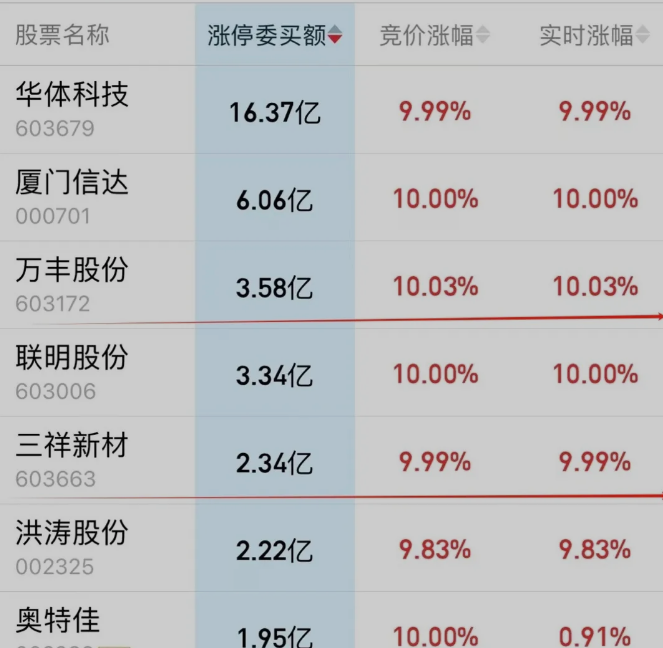 股票名称 涨停委买额 竞价涨幅 实时涨幅
华体科技
603679 16.37亿 9.99% 9.99%
厦门信达
000701 6.06亿 10.00% 10.00%
万丰股份
603172 3.58亿 10.03% 10.03%
联明股份
603006 3.34亿 10.00% 10.00%
三祥新材
603663 2.34亿 9.99% 9.99%
洪涛股份
002325 2.22亿 9.83% 9.83%
奥特佳
1.95亿 10.00% 0.91%